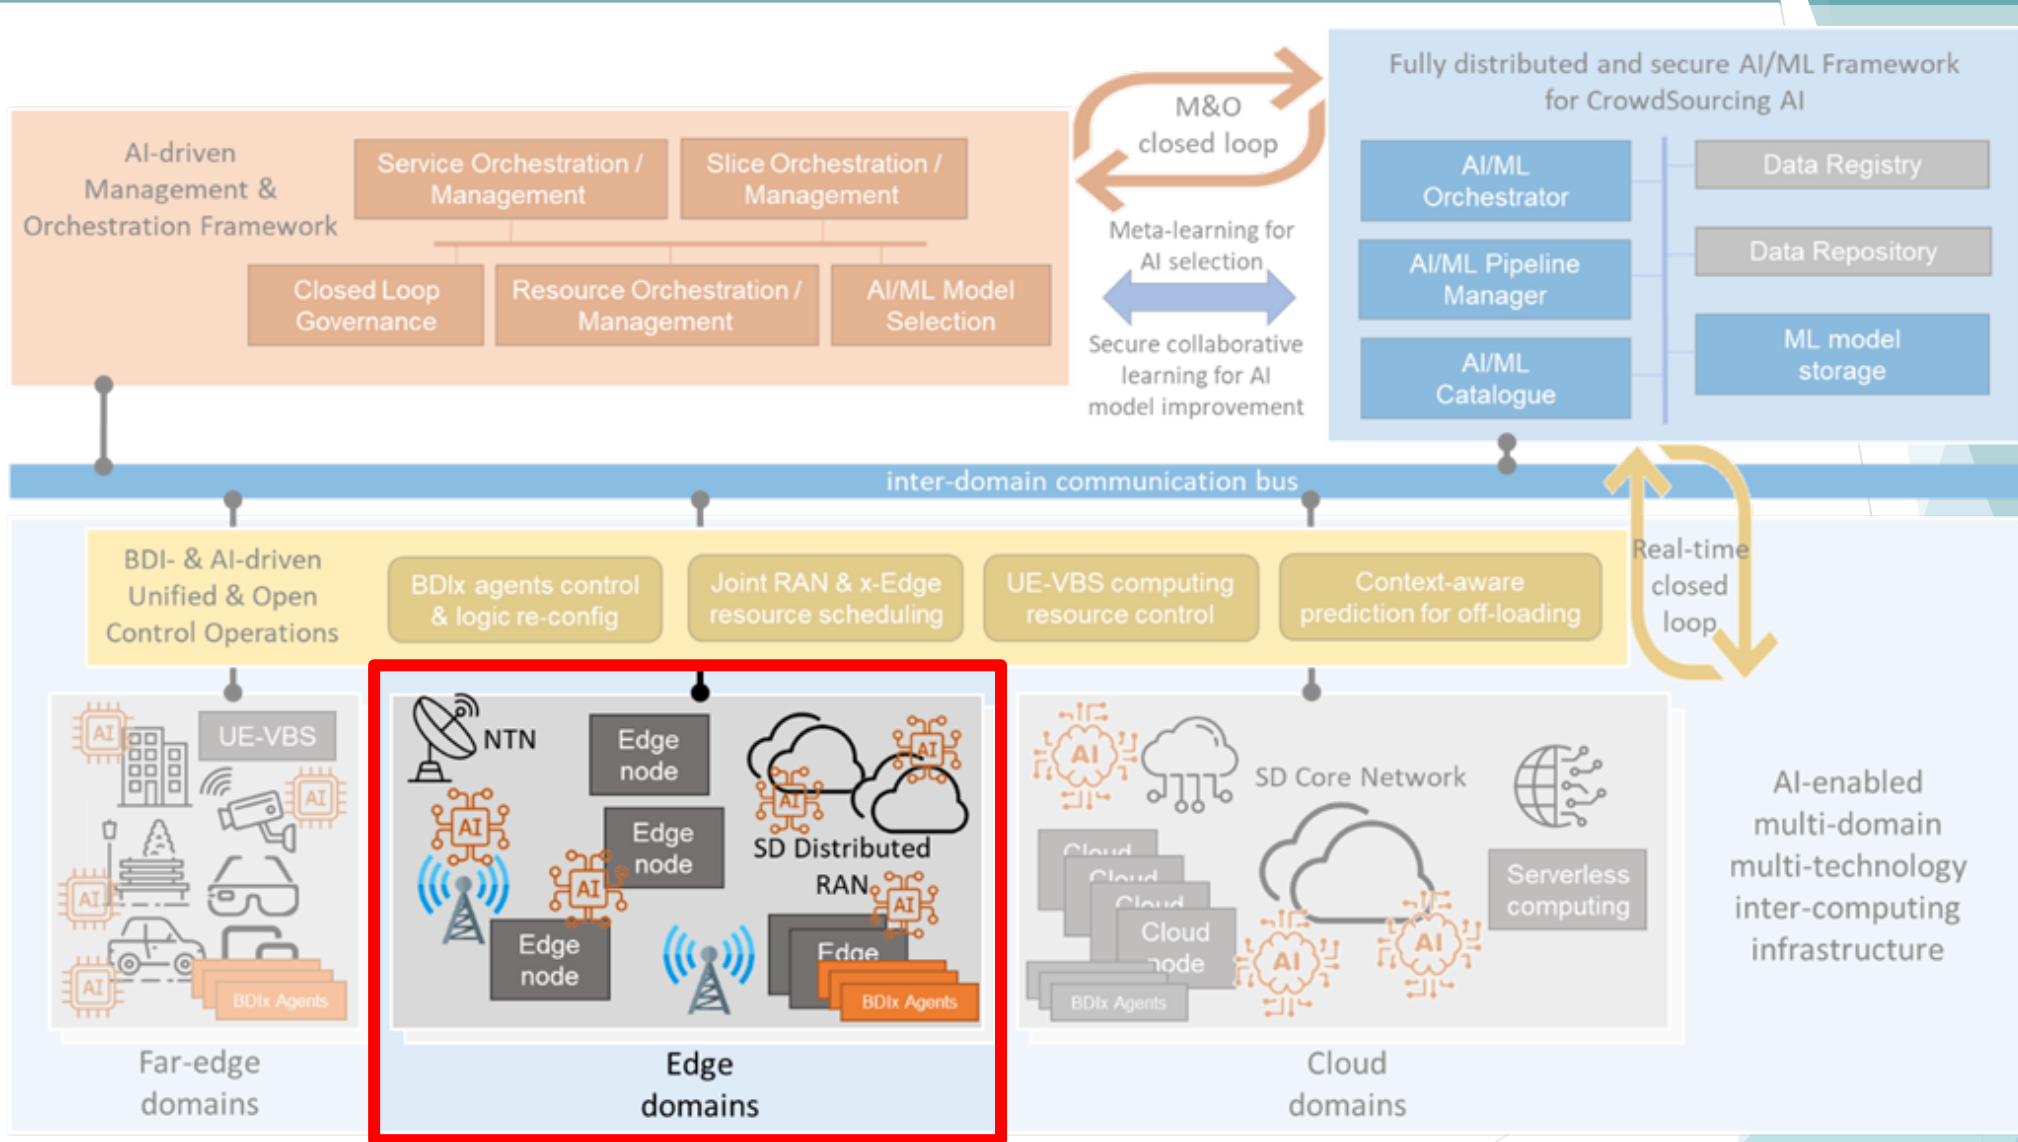 AI-driven
Management &
Orchestration Framework
Service Orchestration /
Management
Slice Orchestration /
Management
Closed Loop
Governance
Resource Orchestration /
Management
AI/ML Model
Selection
M&O
closed loop
Meta-learning for
AI selection
Secure collaborative
learning for AI
model improvement
Fully distributed and secure AI/ML Framework
for CrowdSourcing AI
AI/ML
Orchestrator
AI/ML Pipeline
Manager
AI/ML
Catalogue
Data Registry
Data Repository
ML model
storage
inter-domain communication bus
BDI- & AI-driven
Unified & Open
Control Operations
BDIx agents control
& logic re-config
Joint RAN & x-Edge
resource scheduling
UE-VBS computing
resource control
Context-aware
prediction for off-loading
Real-time
closed
loop
AI
UE-VBS
AI
AI
AI
BDIx Agents
Far-edge
domains
NTN
Edge
node
AI
AI
AI
Edge
node
SD Distributed
RAN
AI
AI
Edge
node
Edge
BDIx Agents
Edge
domains
AI
SD Core Network
Cloud
Cloud
Cloud
Cloud
node
Serverless
computing
AI
AI
BDIx Agents
Cloud
domains
AI-enabled
multi-domain
multi-technology
inter-computing
infrastructure